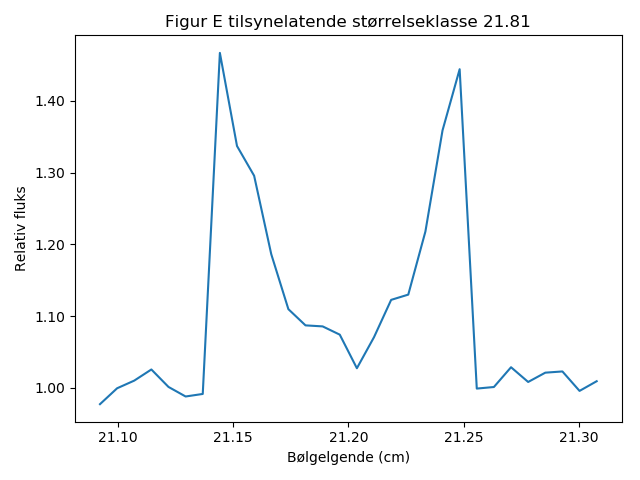 Figur E tilsynelatende størrelseklasse 21.81
1.40
1.30
1.20
1.10
1.00
Relativ fluks
21.10 21.15 21.20 21.25 21.30
Bølgelgende (cm)